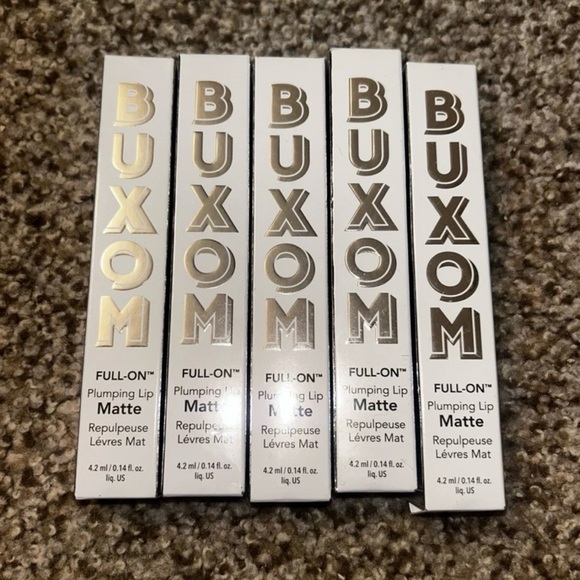 BUXOM
FULL-ON™
Plumping Lip
Matte
Repulpeuse
Lévres Mat
4.2 ml / 0.14 fl. oz.
liq. US
BUXOM
FULL-ON™
Plumping Lip
Matte
Repulpeuse
Lévres Mat
4.2 ml / 0.14 fl. oz.
liq. US
BUXOM
FULL-ON™
Plumping Lip
Matte
Repulpeuse
Lévres Mat
4.2 ml / 0.14 fl. oz.
liq. US
BUXOM
FULL-ON™
Plumping Lip
Matte
Repulpeuse
Lévres Mat
4.2 ml / 0.14 fl. oz.
liq. US
BUXOM
FULL-ON™
Plumping Lip
Matte
Repulpeuse
Lévres Mat
4.2 ml / 0.14 fl. oz.
liq. US